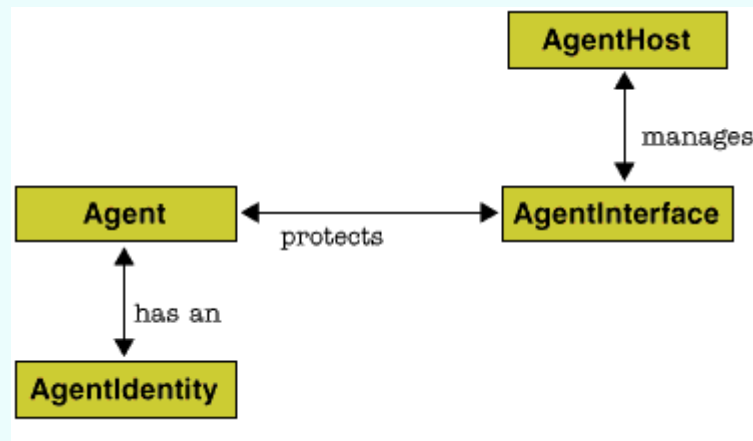 AgentHost
manages
Agent
AgentInterface
protects
has an
AgentIdentity